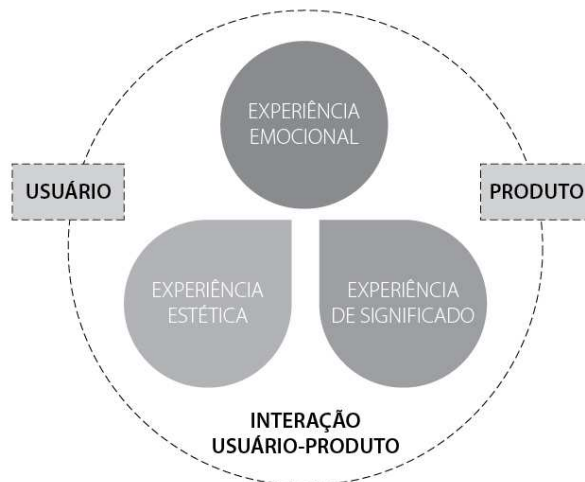 EXPERIÊNCIA
EMOCIONAL
USUÁRIO
PRODUTO
EXPERIÊNCIA
ESTÉTICA
EXPERIÊNCIA
DE SIGNIFICADO
INTERAÇÃO
USUÁRIO-PRODUTO